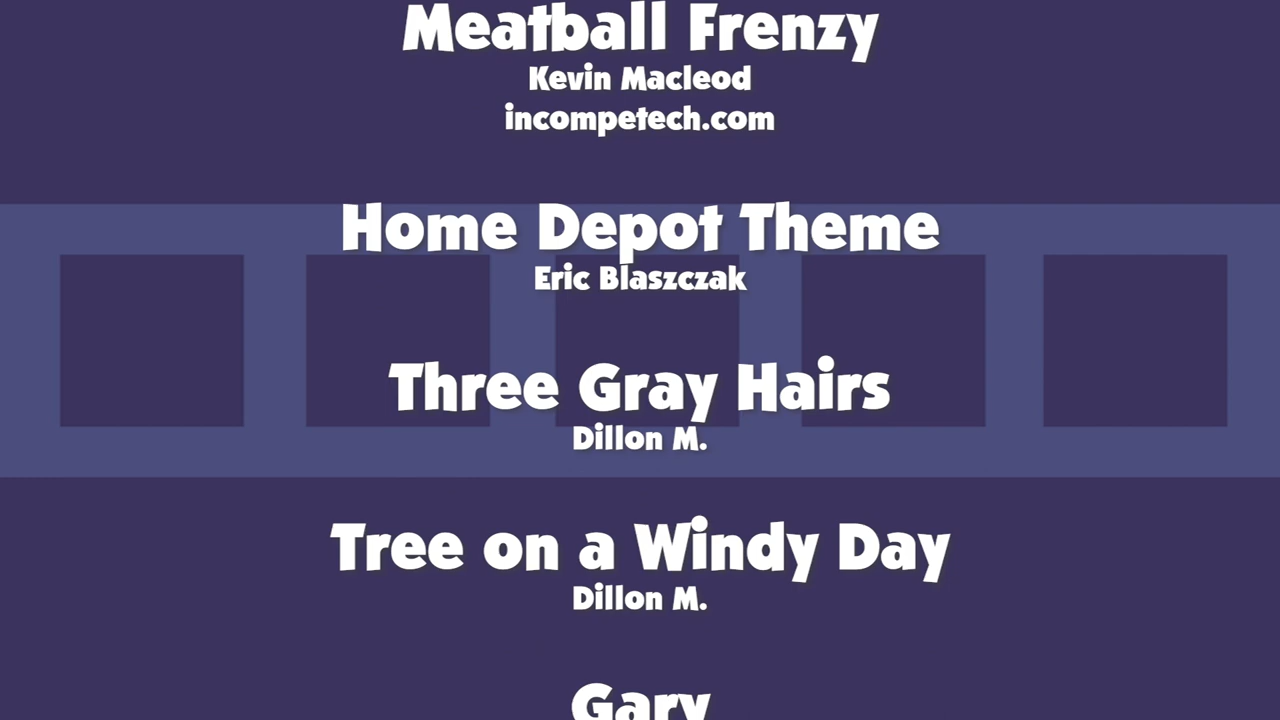 Meatball Frenzy
Kevin Macleod
incompetech.com
Home Depot Theme
Eric Blaszczak
Three Gray Hairs
Dillon M.
Tree on a Windy Day
Dillon M.
Gary